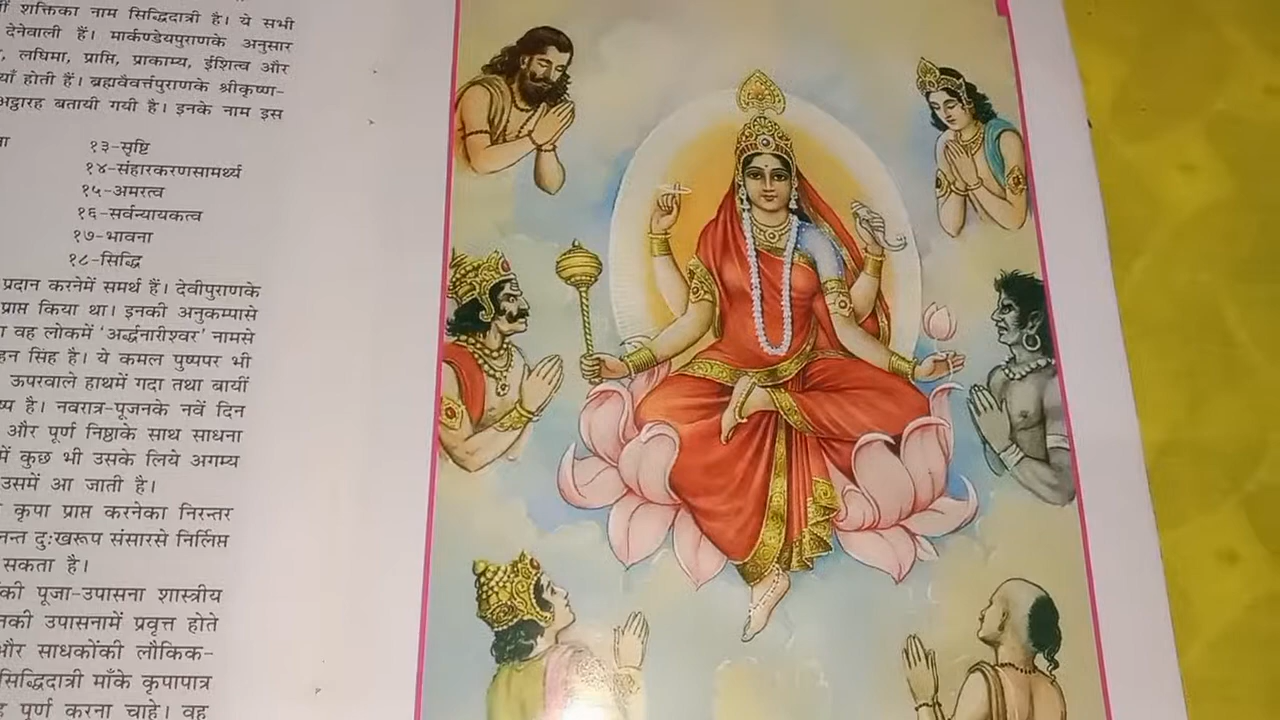 शक्तिका नाम सिद्धिदात्री है। ये सभी
देनेवाली हैं। मार्कण्डेयपुराणके अनुसार
लघिमा, प्राप्ति, प्राकाम्य, ईशित्व और
होती हैं। ब्रह्मवैवर्त्तपुराणके श्रीकृष्ण-
अट्ठारह बतायी गयी है। इनके नाम इस
१३-सृष्टि
१४-संहारकरणसामर्थ्य
१५-अमरत्व
१६-सर्वन्यायकत्व
१७-भावना
१८-सिद्धि
प्रदान करनेमें समर्थ हैं। देवीपुराणके
प्राप्त किया था। इनकी अनुकम्पासे
वह लोकमें 'अर्द्धनारीश्वर' नामसे
सिंह है। ये कमल पुष्पपर भी
ऊपरवाले हाथमें गदा तथा बायीं
है। नवरात्र-पूजनके नवें दिन
और पूर्ण निष्ठाके साथ साधना
कुछ भी उसके लिये अगम्य
उसमें आ जाती है।
कृपा प्राप्त करनेका निरन्तर
दुःखरूप संसारसे निर्लिप्त
सकता है।
की पूजा-उपासना शास्त्रीय
उपासनामें प्रवृत्त होते
और साधकोंकी लौकिक-
सिद्धिदात्री माँके कृपापात्र
पूर्ण करना चाहे। वह